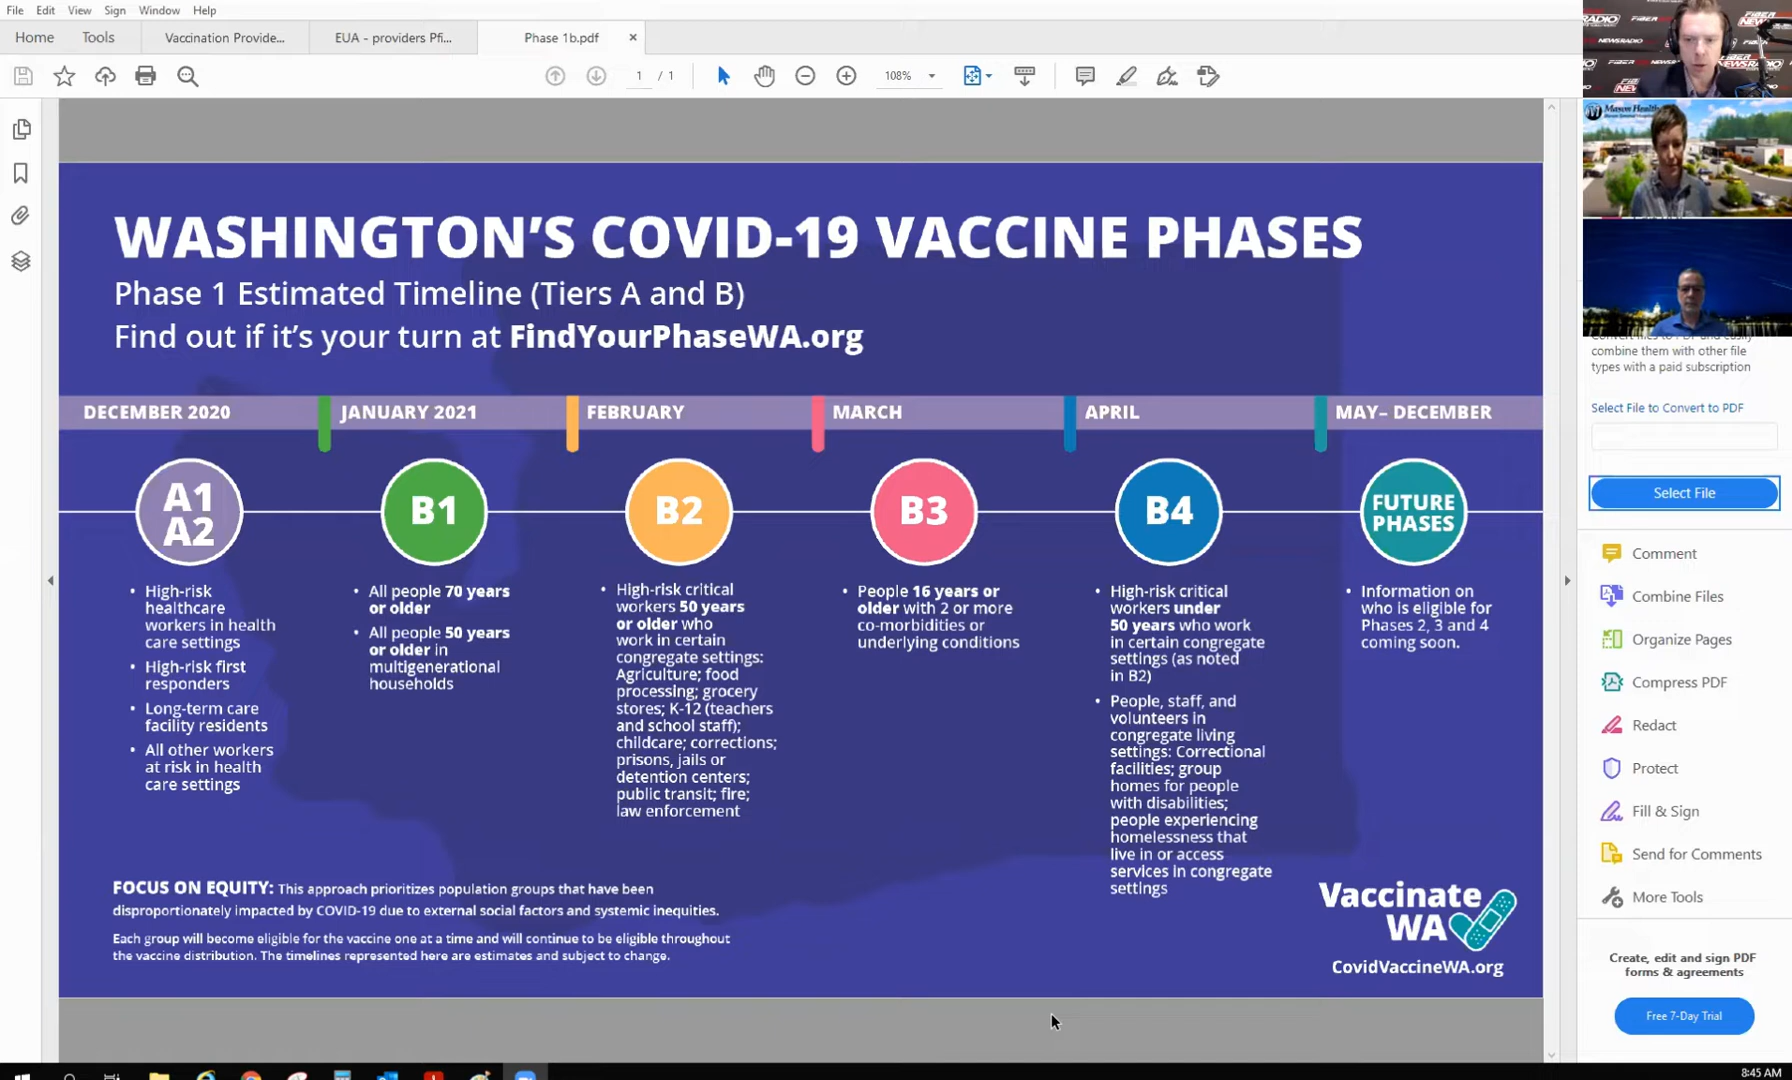 File Edit View Sign Window Help
Home Tools Vaccination Provide... EUA - providers Pfi... Phase 1b.pdf ×
1 / 1 108%
WASHINGTON'S COVID-19 VACCINE PHASES
Phase 1 Estimated Timeline (Tiers A and B)
Find out if it's your turn at FindYourPhaseWA.org
DECEMBER 2020
JANUARY 2021
FEBRUARY
MARCH
APRIL
MAY– DECEMBER
A1
A2
B1
B2
B3
B4
FUTURE
PHASES
• High-risk
healthcare
workers in health
care settings
• High-risk first
responders
• Long-term care
facility residents
• All other workers
at risk in health
care settings
• All people 70 years
or older
• All people 50 years
or older in
multigenerational
households
• High-risk critical
workers 50 years
or older who
work in certain
congregate settings:
Agriculture; food
processing; grocery
stores; K-12 (teachers
and school staff);
childcare; corrections;
prisons, jails or
detention centers;
public transit; fire;
law enforcement
• People 16 years or
older with 2 or more
co-morbidities or
underlying conditions
• High-risk critical
workers under
50 years who work
in certain congregate
settings (as noted
in B2)
• People, staff, and
volunteers in
congregate living
settings: Correctional
facilities; group
homes for people
with disabilities;
people experiencing
homelessness that
live in or access
services in congregate
settings
• Information on
who is eligible for
Phases 2, 3 and 4
coming soon.
FOCUS ON EQUITY: This approach prioritizes population groups that have been
disproportionately impacted by COVID-19 due to external social factors and systemic inequities.
Each group will become eligible for the vaccine one at a time and will continue to be eligible throughout
the vaccine distribution. The timelines represented here are estimates and subject to change.
Vaccinate
WA
CovidVaccineWA.org
RADIO
NEWSRADIO
Mason Health
Convert files to PDF and easily
combine them with other file
types with a paid subscription
Select File to Convert to PDF
Select File
Comment
Combine Files
Organize Pages
Compress PDF
Redact
Protect
Fill & Sign
Send for Comments
More Tools
Create, edit and sign PDF
forms & agreements
Free 7-Day Trial
8:45 AM